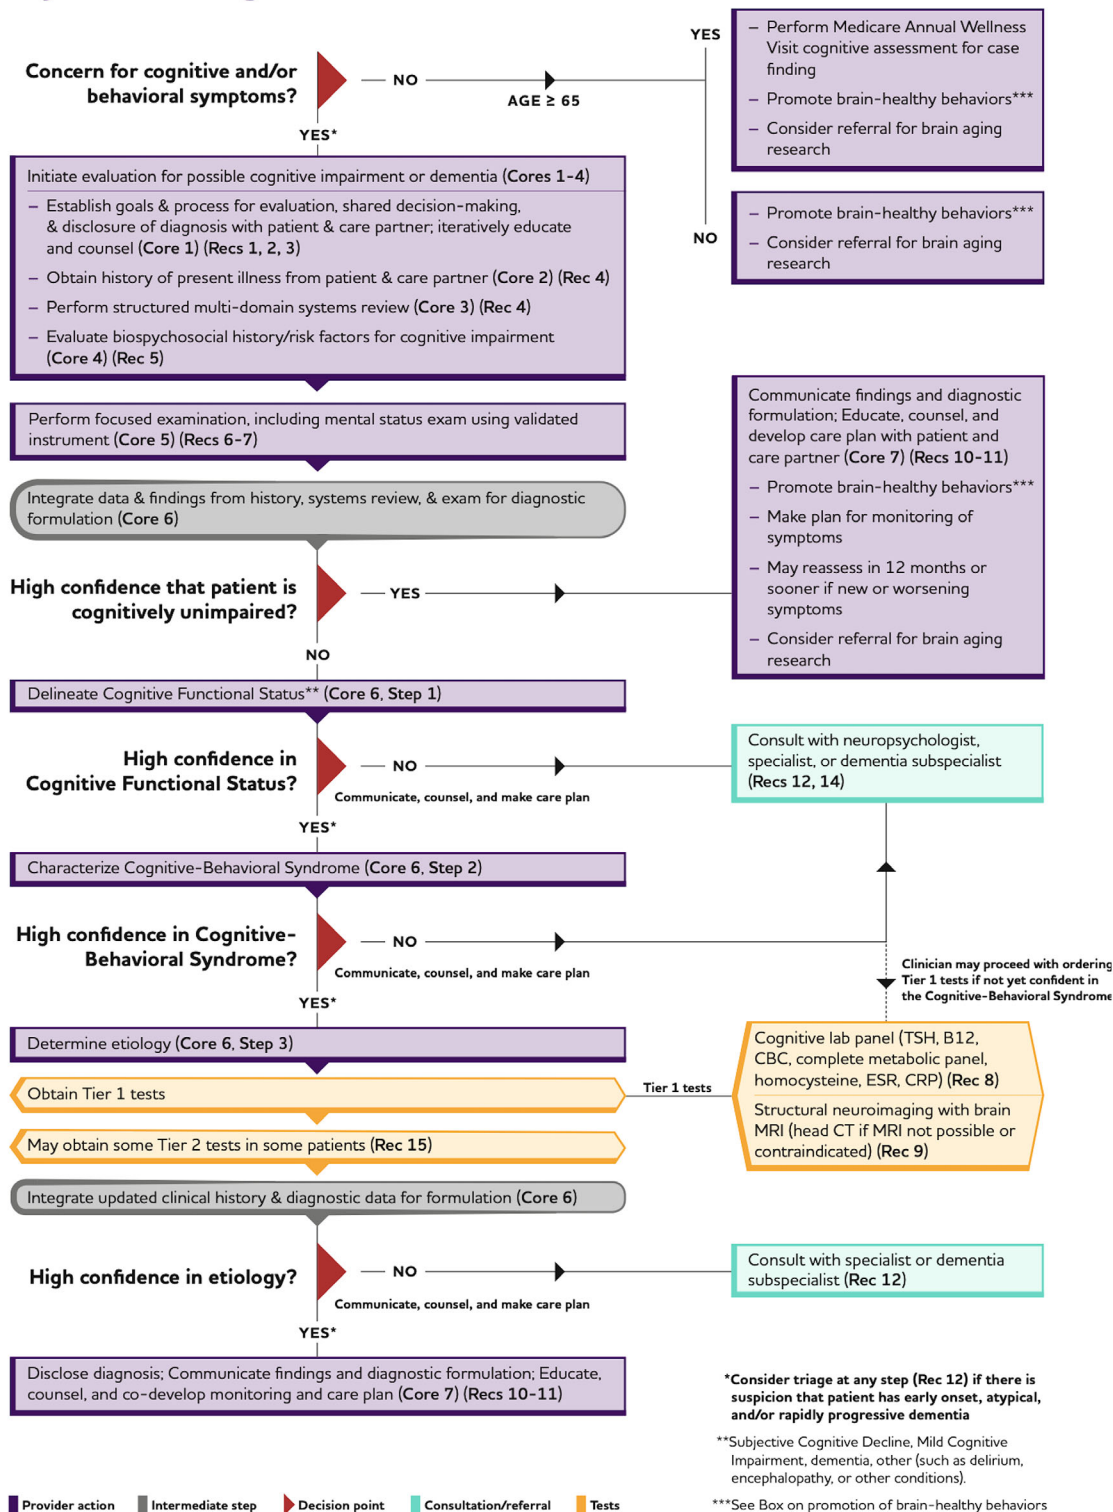 Concern for cognitive and/or
behavioral symptoms?
NO
AGE ≥ 65
YES
– Perform Medicare Annual Wellness
Visit cognitive assessment for case
finding
– Promote brain-healthy behaviors***
– Consider referral for brain aging
research
NO
– Promote brain-healthy behaviors***
– Consider referral for brain aging
research
YES*
Initiate evaluation for possible cognitive impairment or dementia (Cores 1-4)
– Establish goals & process for evaluation, shared decision-making,
& disclosure of diagnosis with patient & care partner; iteratively educate
and counsel (Core 1) (Recs 1, 2, 3)
– Obtain history of present illness from patient & care partner (Core 2) (Rec 4)
– Perform structured multi-domain systems review (Core 3) (Rec 4)
– Evaluate biospychosocial history/risk factors for cognitive impairment
(Core 4) (Rec 5)
Perform focused examination, including mental status exam using validated
instrument (Core 5) (Recs 6-7)
Integrate data & findings from history, systems review, & exam for diagnostic
formulation (Core 6)
High confidence that patient is
cognitively unimpaired?
YES
Communicate findings and diagnostic
formulation; Educate, counsel, and
develop care plan with patient and
care partner (Core 7) (Recs 10-11)
– Promote brain-healthy behaviors***
– Make plan for monitoring of
symptoms
– May reassess in 12 months or
sooner if new or worsening
symptoms
– Consider referral for brain aging
research
NO
Delineate Cognitive Functional Status** (Core 6, Step 1)
High confidence in
Cognitive Functional Status?
NO
Communicate, counsel, and make care plan
Consult with neuropsychologist,
specialist, or dementia subspecialist
(Recs 12, 14)
YES*
Characterize Cognitive-Behavioral Syndrome (Core 6, Step 2)
High confidence in Cognitive-
Behavioral Syndrome?
NO
Communicate, counsel, and make care plan
Clinician may proceed with ordering
Tier 1 tests if not yet confident in
the Cognitive-Behavioral Syndrome
YES*
Determine etiology (Core 6, Step 3)
Obtain Tier 1 tests
Tier 1 tests
Cognitive lab panel (TSH, B12,
CBC, complete metabolic panel,
homocysteine, ESR, CRP) (Rec 8)
Structural neuroimaging with brain
MRI (head CT if MRI not possible or
contraindicated) (Rec 9)
May obtain some Tier 2 tests in some patients (Rec 15)
Integrate updated clinical history & diagnostic data for formulation (Core 6)
High confidence in etiology?
NO
Communicate, counsel, and make care plan
Consult with specialist or dementia
subspecialist (Rec 12)
YES*
Disclose diagnosis; Communicate findings and diagnostic formulation; Educate,
counsel, and co-develop monitoring and care plan (Core 7) (Recs 10-11)
*Consider triage at any step (Rec 12) if there is
suspicion that patient has early onset, atypical,
and/or rapidly progressive dementia
**Subjective Cognitive Decline, Mild Cognitive
Impairment, dementia, other (such as delirium,
encephalopathy, or other conditions).
***See Box on promotion of brain-healthy behaviors
Provider action
Intermediate step
Decision point
Consultation/referral
Tests